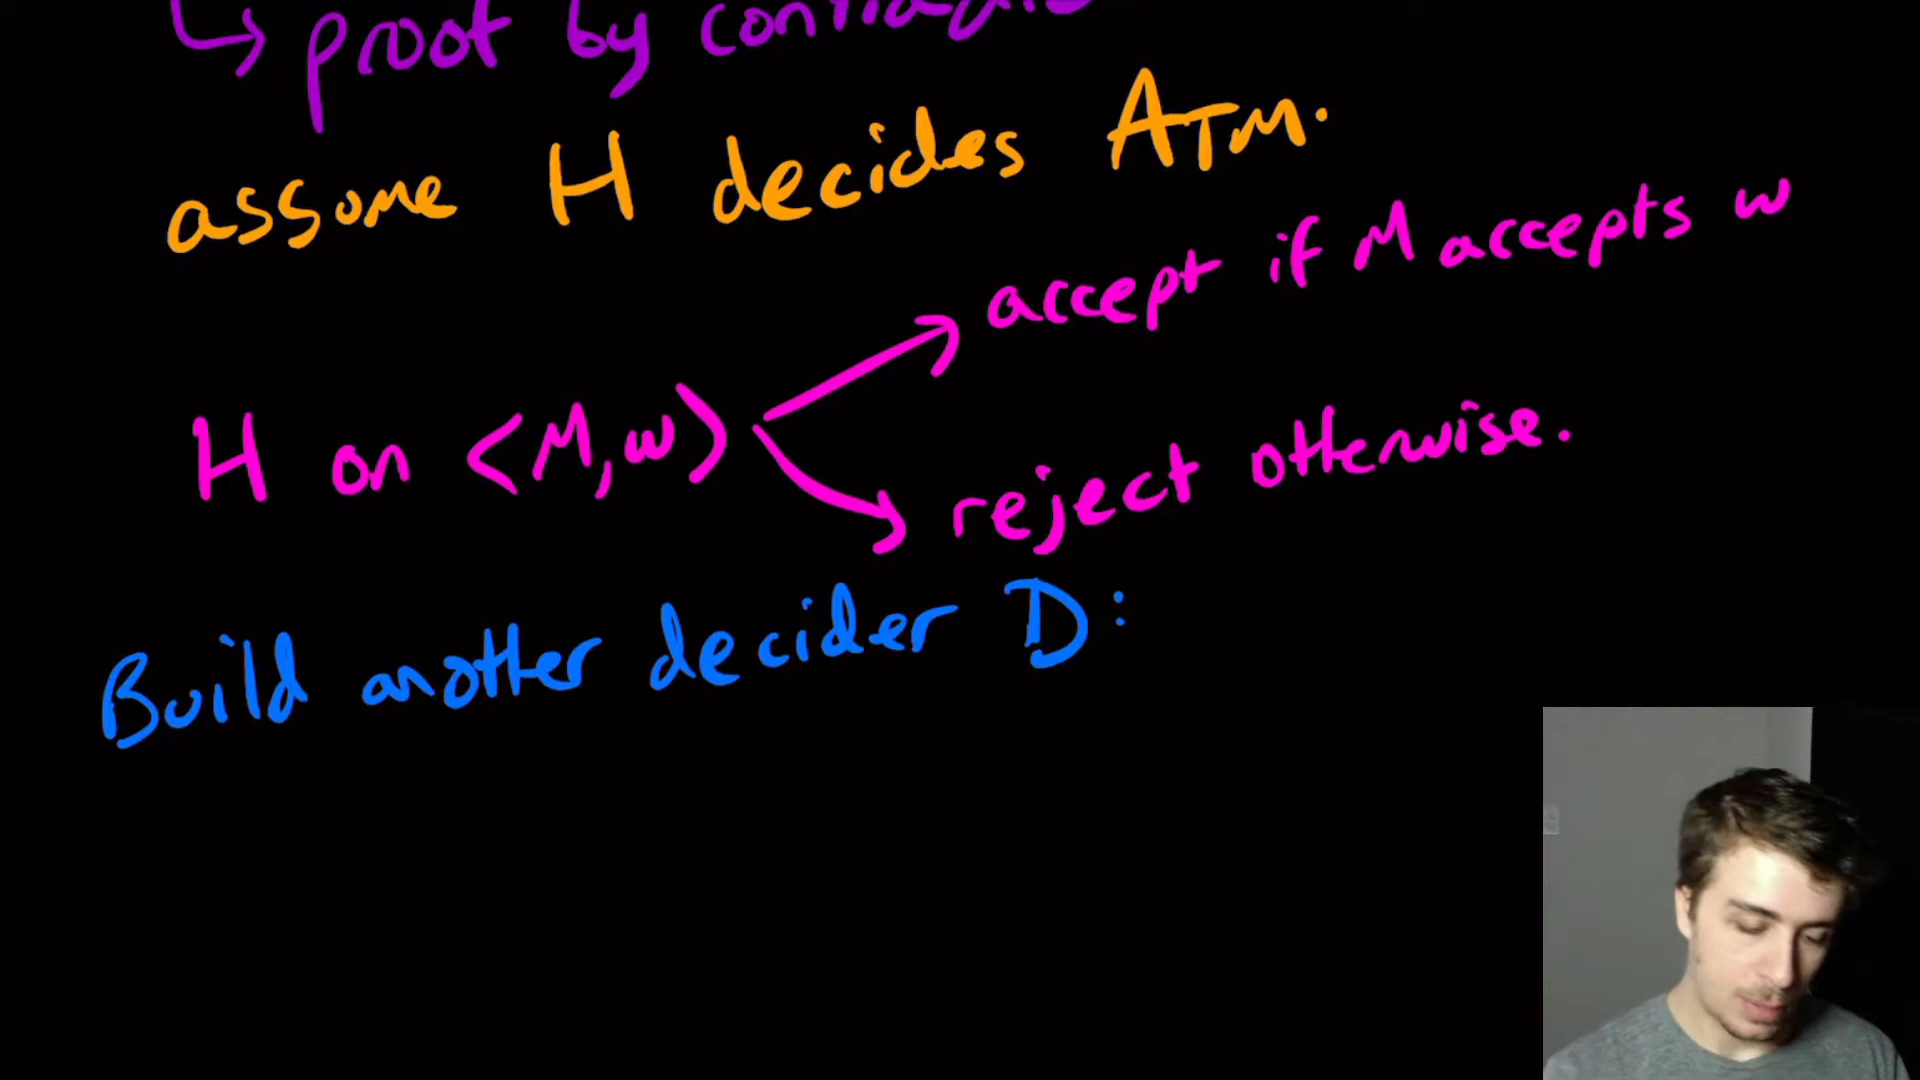 ↳ proof by
assume H decides ATM.
accept if M accepts w
H on <M,w>
reject otherwise.
Build another decider D: